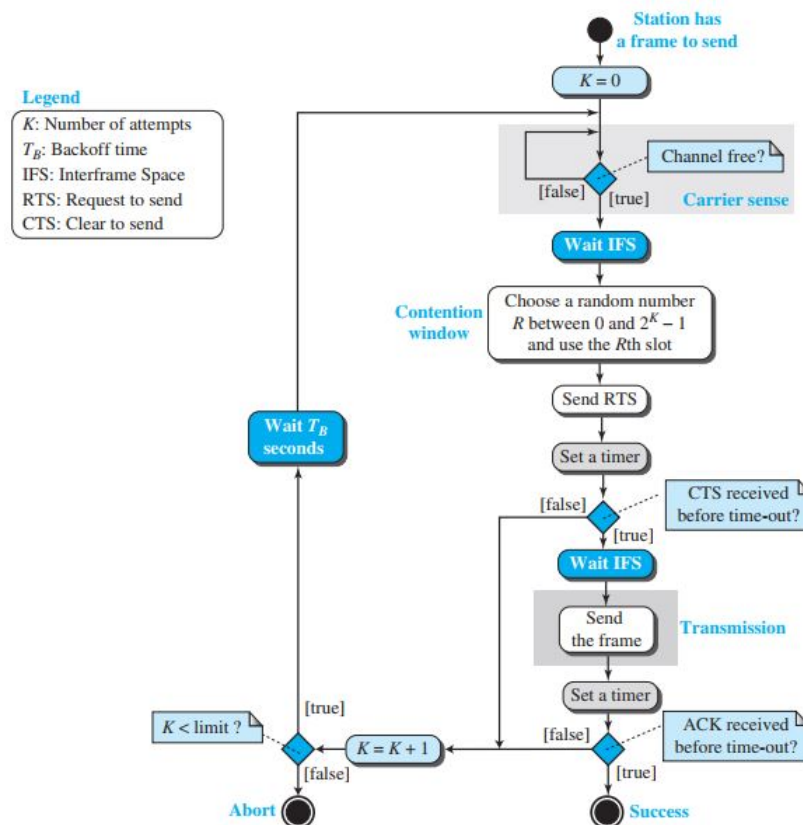 Station has
a frame to send
K = 0
Legend
K: Number of attempts
T_B: Backoff time
IFS: Interframe Space
RTS: Request to send
CTS: Clear to send
Channel free?
[false]
[true]
Carrier sense
Wait IFS
Contention
window
Choose a random number
R between 0 and 2^K − 1
and use the Rth slot
Send RTS
Wait T_B
seconds
Set a timer
[false]
CTS received
before time-out?
[true]
Wait IFS
Send
the frame
Transmission
Set a timer
[true]
K < limit ?
K = K + 1
[false]
ACK received
before time-out?
[false]
[true]
Abort
Success